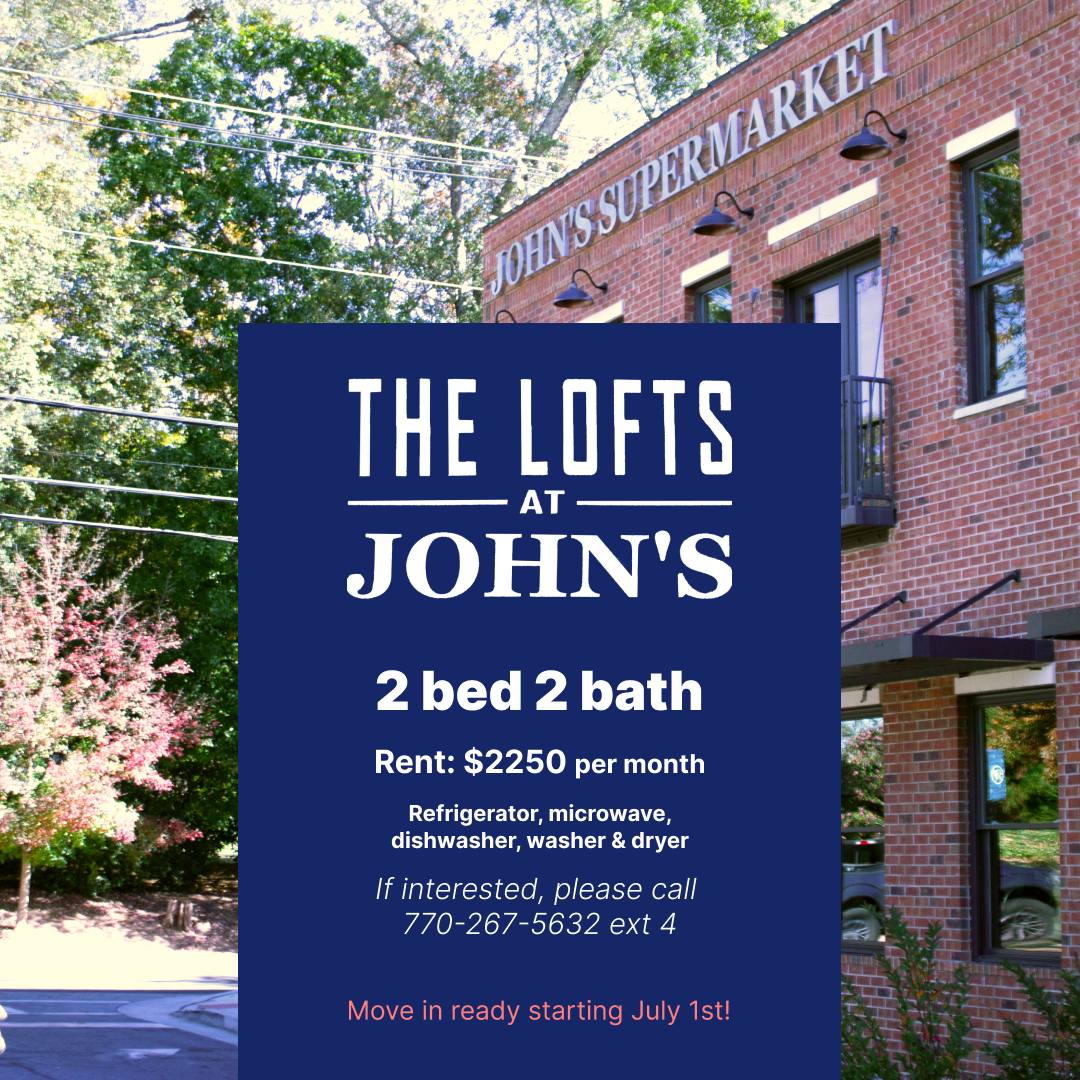 JOHN'S SUPERMARKET
THE LOFTS
AT
JOHN'S
2 bed 2 bath
Rent: $2250 per month
Refrigerator, microwave,
dishwasher, washer & dryer
If interested, please call
770-267-5632 ext 4
Move in ready starting July 1st!